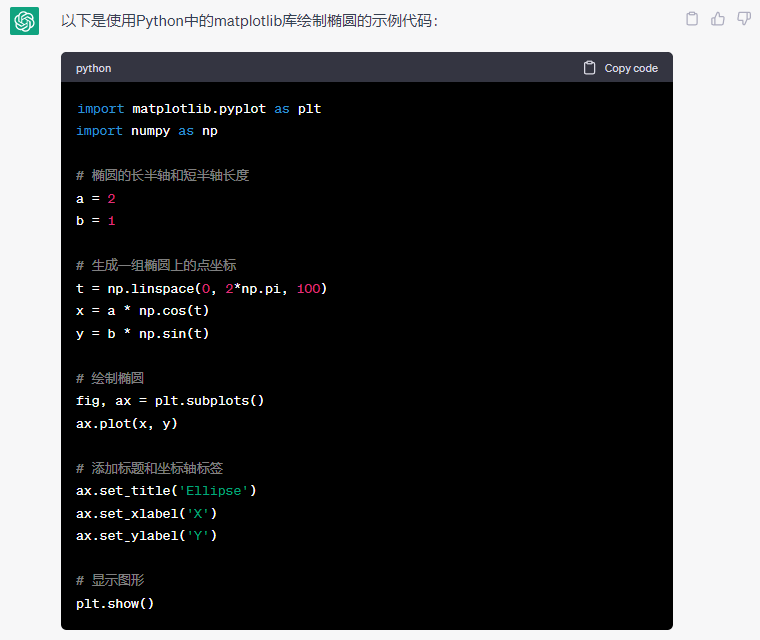 以下是使用Python中的matplotlib库绘制椭圆的示例代码：
python
Copy code
import matplotlib.pyplot as plt
import numpy as np
# 椭圆的长半轴和短半轴长度
a = 2
b = 1
# 生成一组椭圆上的点坐标
t = np.linspace(0, 2*np.pi, 100)
x = a * np.cos(t)
y = b * np.sin(t)
# 绘制椭圆
fig, ax = plt.subplots()
ax.plot(x, y)
# 添加标题和坐标轴标签
ax.set_title('Ellipse')
ax.set_xlabel('X')
ax.set_ylabel('Y')
# 显示图形
plt.show()